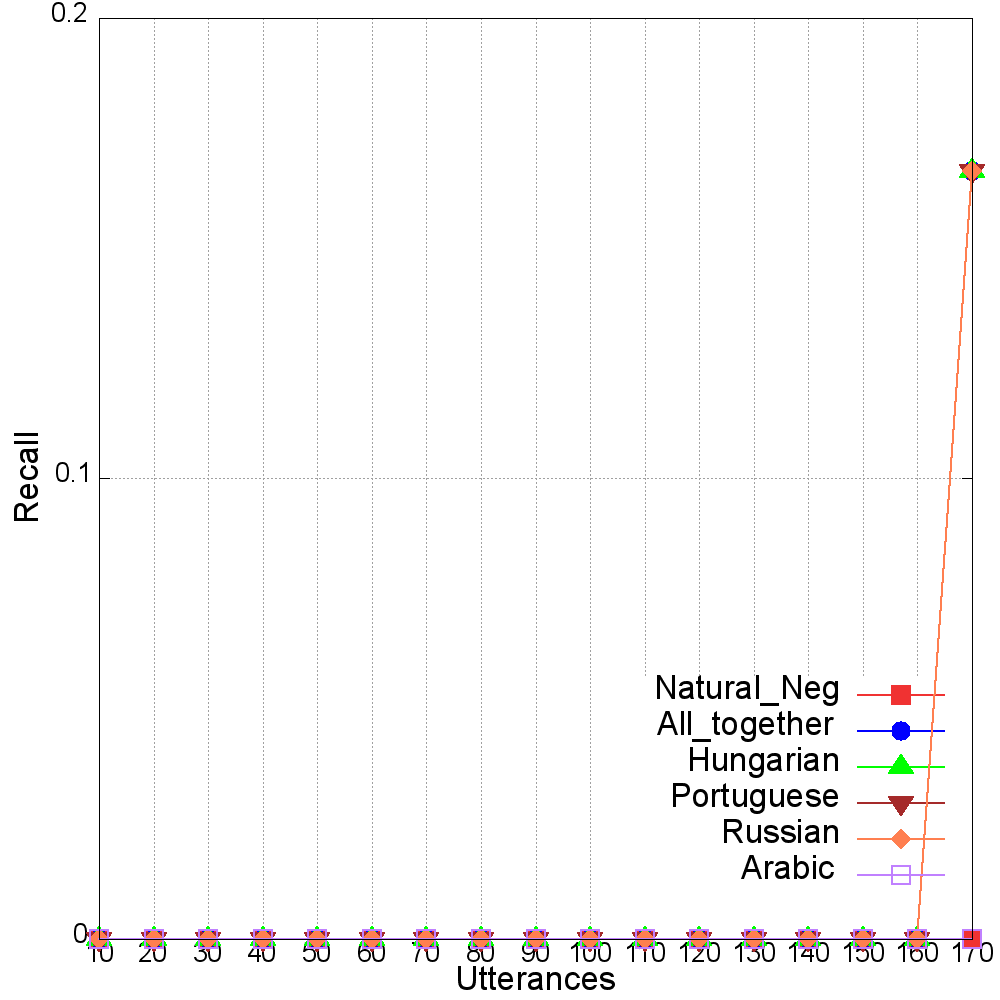 0.2
0.1
0
Recall
Natural_Neg
All_together
Hungarian
Portuguese
Russian
Arabic
10 20 30 40 50 60 70 80 90 100 110 120 130 140 150 160 170
Utterances